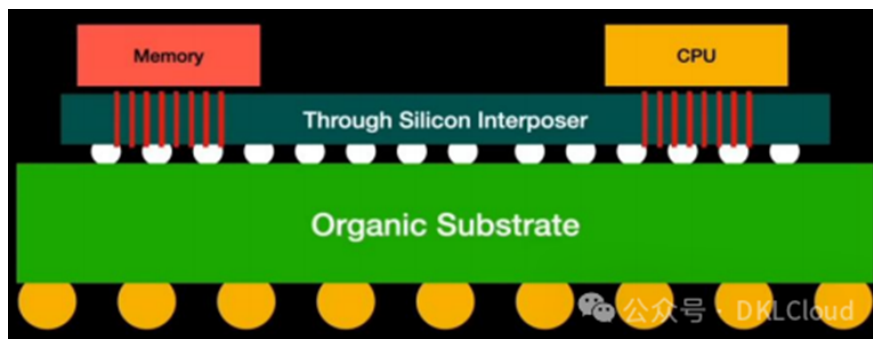 Memory
CPU
Through Silicon Interposer
Organic Substrate
公众号 · DKLCloud